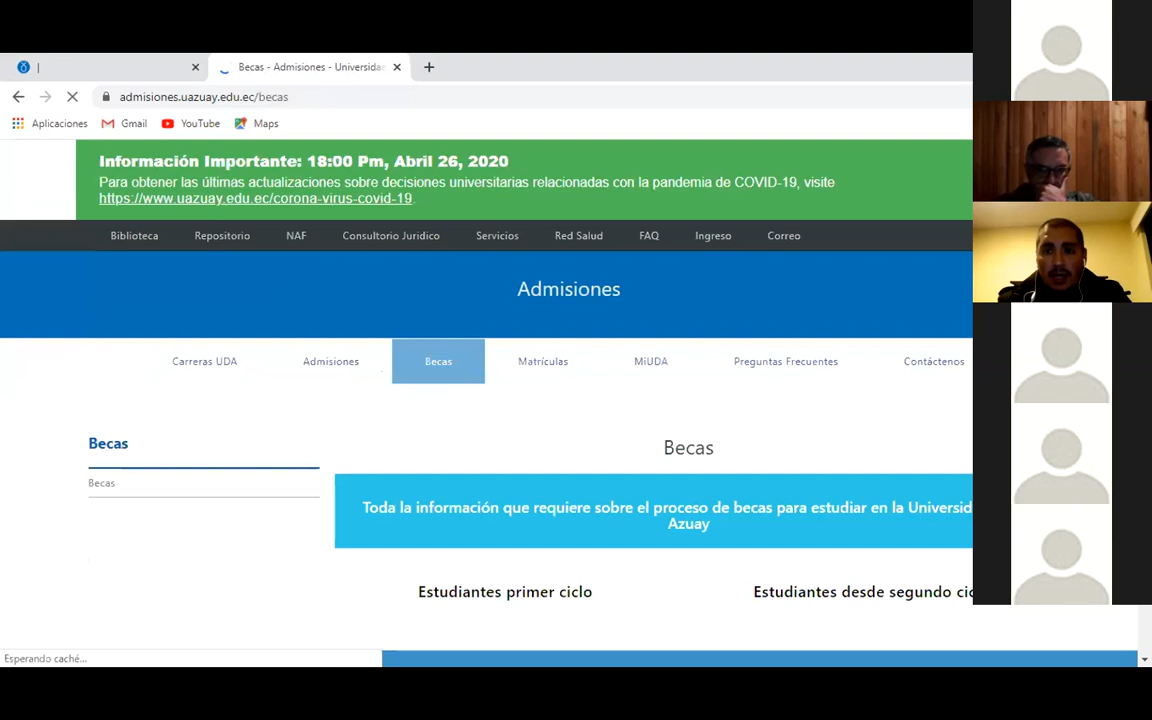 Becas - Admisiones - Universida
admisiones.uazuay.edu.ec/becas
Aplicaciones Gmail YouTube Maps
Información Importante: 18:00 Pm, Abril 26, 2020
Para obtener las últimas actualizaciones sobre decisiones universitarias relacionadas con la pandemia de COVID-19, visite
https://www.uazuay.edu.ec/corona-virus-covid-19.
Biblioteca Repositorio NAF Consultorio Juridico Servicios Red Salud FAQ Ingreso Correo
Admisiones
Carreras UDA Admisiones Becas Matrículas MiUDA Preguntas Frecuentes Contáctenos
Becas
Becas
Becas
Toda la información que requiere sobre el proceso de becas para estudiar en la Universid
Azuay
Estudiantes primer ciclo Estudiantes desde segundo cic
Esperando caché...